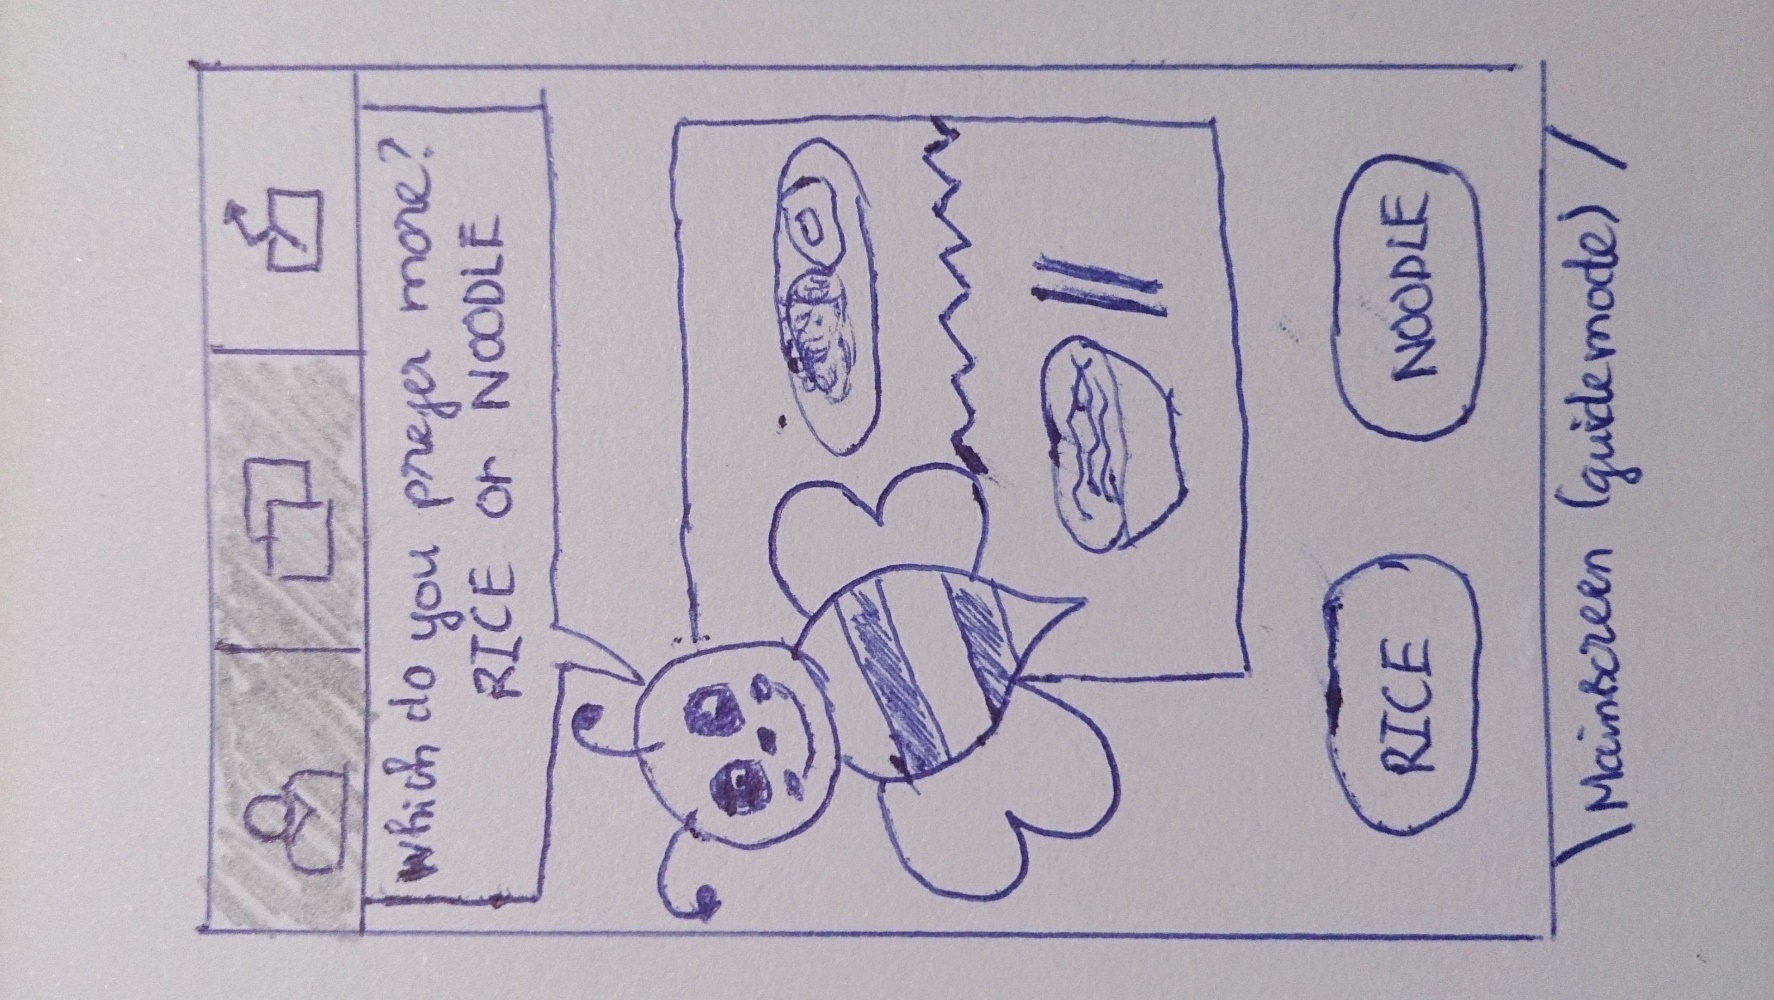 Which do you prefer more?
RICE or NOODLE
RICE
NOODLE
\Mainscreen (guidemode) /